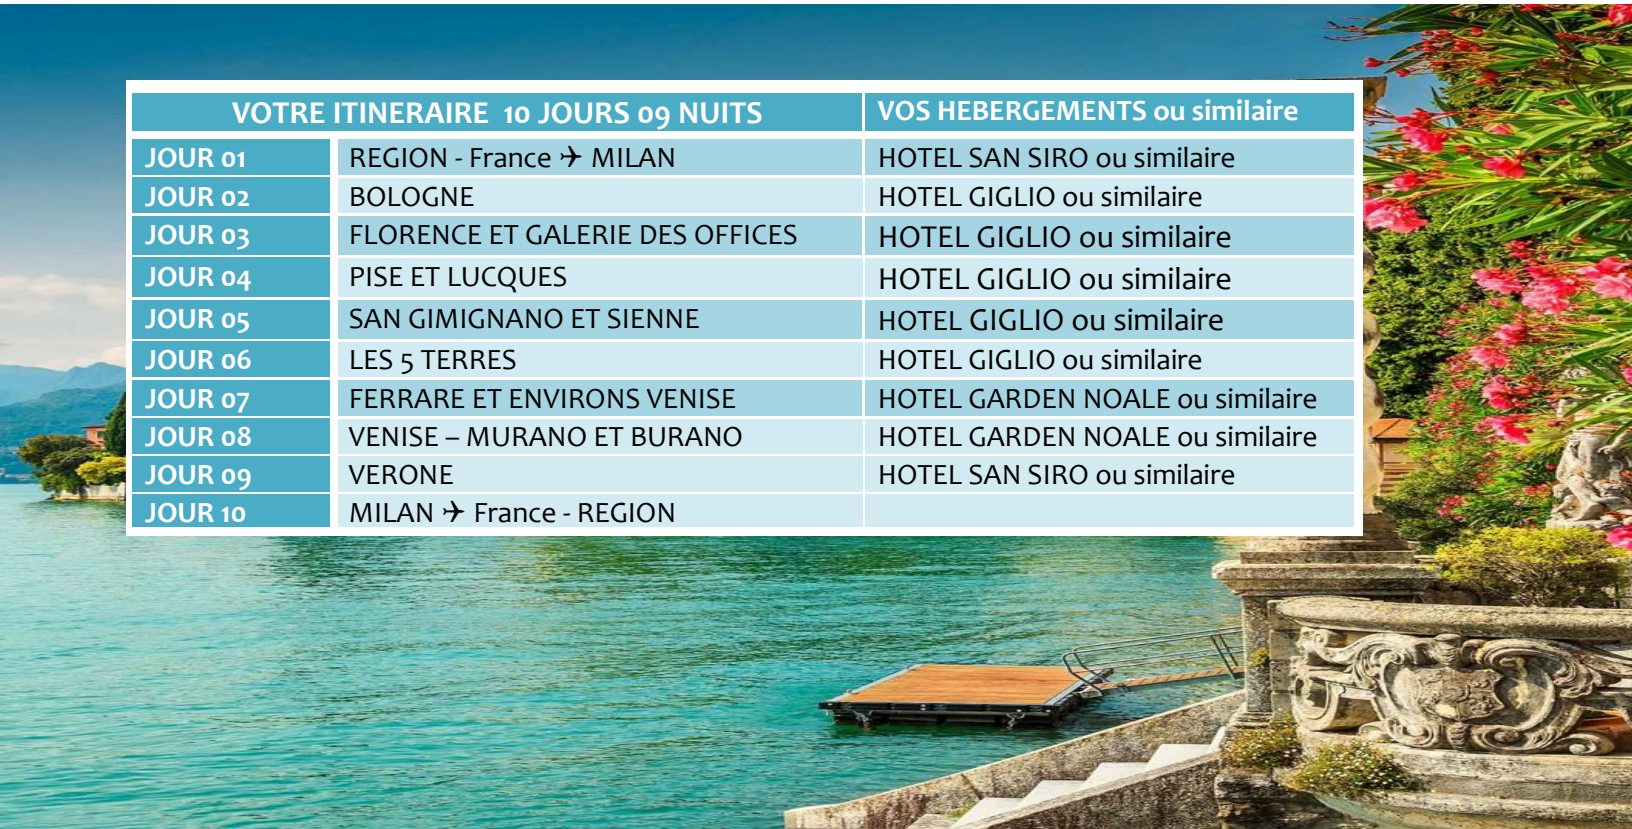 VOTRE ITINERAIRE 10 JOURS 09 NUITS VOS HEBERGEMENTS ou similaire
JOUR 01 REGION - France ✈ MILAN HOTEL SAN SIRO ou similaire
JOUR 02 BOLOGNE HOTEL GIGLIO ou similaire
JOUR 03 FLORENCE ET GALERIE DES OFFICES HOTEL GIGLIO ou similaire
JOUR 04 PISE ET LUCQUES HOTEL GIGLIO ou similaire
JOUR 05 SAN GIMIGNANO ET SIENNE HOTEL GIGLIO ou similaire
JOUR 06 LES 5 TERRES HOTEL GIGLIO ou similaire
JOUR 07 FERRARE ET ENVIRONS VENISE HOTEL GARDEN NOALE ou similaire
JOUR 08 VENISE – MURANO ET BURANO HOTEL GARDEN NOALE ou similaire
JOUR 09 VERONE HOTEL SAN SIRO ou similaire
JOUR 10 MILAN ✈ France - REGION